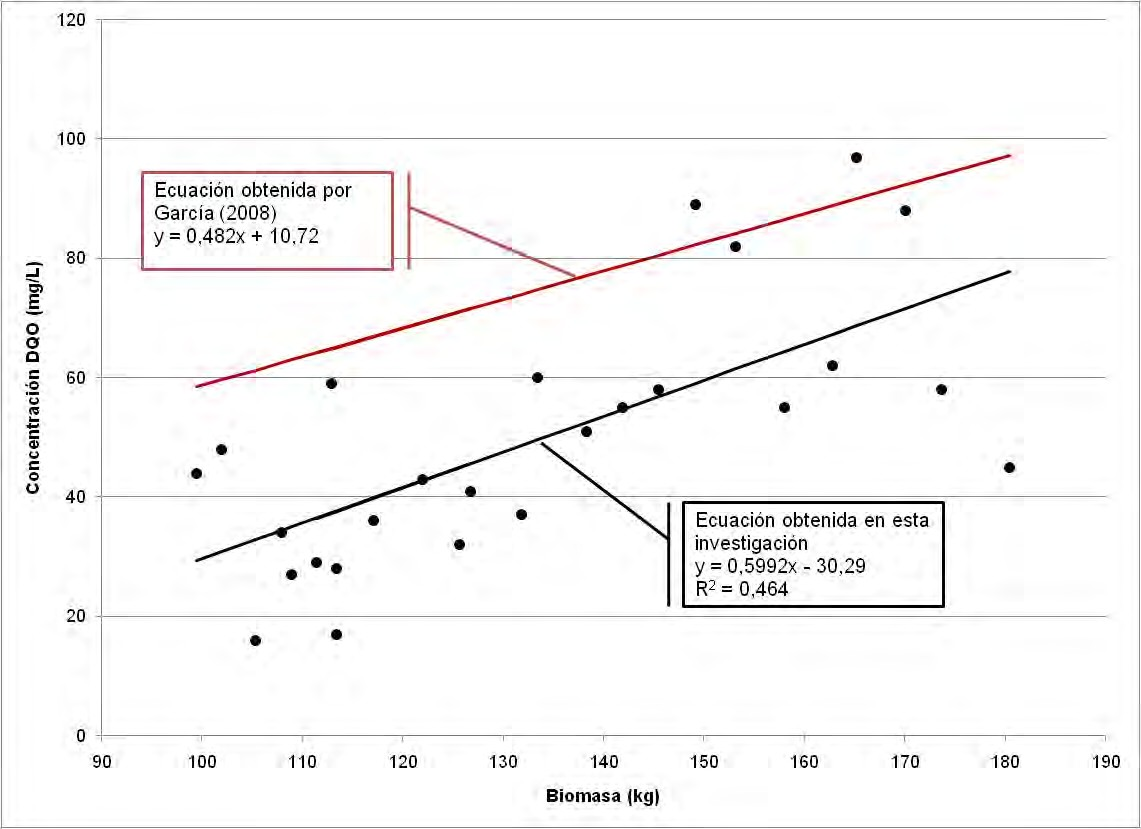 120
100
80
60
40
20
0
Concentración DQO (mg/L)
Ecuación obtenida por
García (2008)
y = 0,482x + 10,72
Ecuación obtenida en esta
investigación
y = 0,5992x - 30,29
R² = 0,464
90 100 110 120 130 140 150 160 170 180 190
Biomasa (kg)